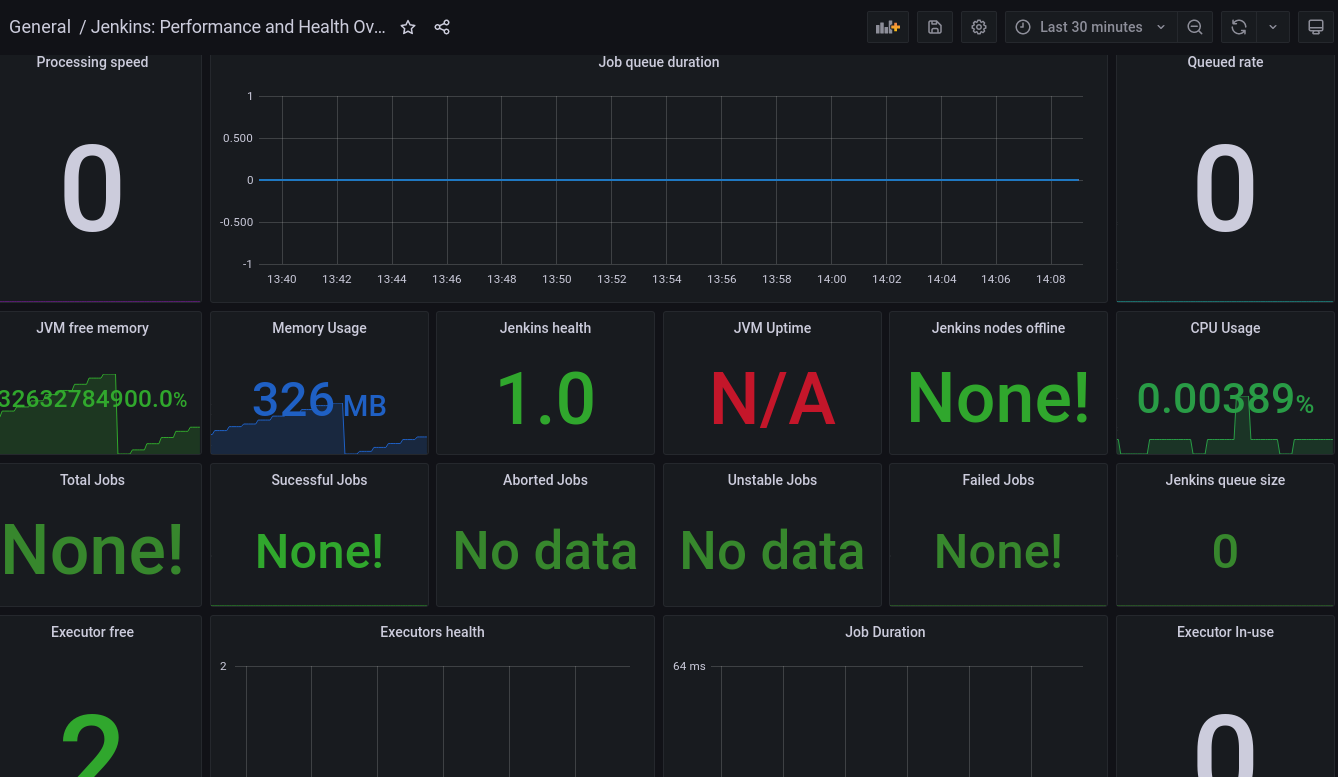 General / Jenkins: Performance and Health Ov...
Last 30 minutes
Processing speed
0
Job queue duration
1
0.500
0
-0.500
-1
13:40 13:42 13:44 13:46 13:48 13:50 13:52 13:54 13:56 13:58 14:00 14:02 14:04 14:06 14:08
Queued rate
0
JVM free memory
32632784900.0%
Memory Usage
326 MB
Jenkins health
1.0
JVM Uptime
N/A
Jenkins nodes offline
None!
CPU Usage
0.00389%
Total Jobs
None!
Sucessful Jobs
None!
Aborted Jobs
No data
Unstable Jobs
No data
Failed Jobs
None!
Jenkins queue size
0
Executor free
2
Executors health
2
Job Duration
64 ms
Executor In-use
0